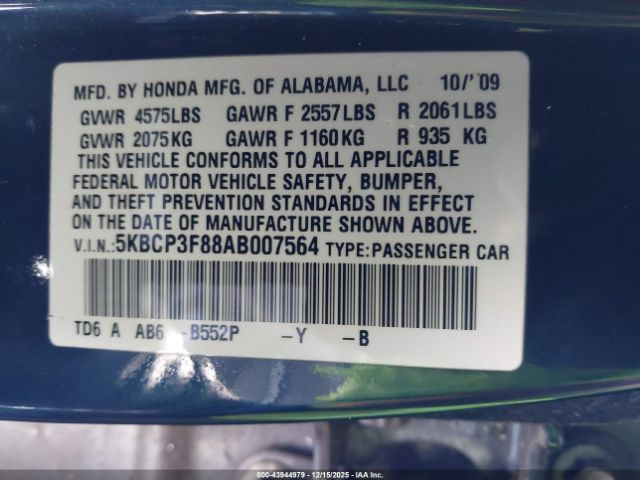 MFD. BY HONDA MFG. OF ALABAMA, LLC 10/'09
GVWR 4575LBS GAWR F 2557LBS R 2061LBS
GVWR 2075KG GAWR F 1160KG R 935 KG
THIS VEHICLE CONFORMS TO ALL APPLICABLE
FEDERAL MOTOR VEHICLE SAFETY, BUMPER,
AND THEFT PREVENTION STANDARDS IN EFFECT
ON THE DATE OF MANUFACTURE SHOWN ABOVE.
V.I.N.:5KBCP3F88AB007564 TYPE:PASSENGER CAR
TD6 A AB6 -B552P -Y -B
000-43944979 • 12/15/2025 • IAA Inc.